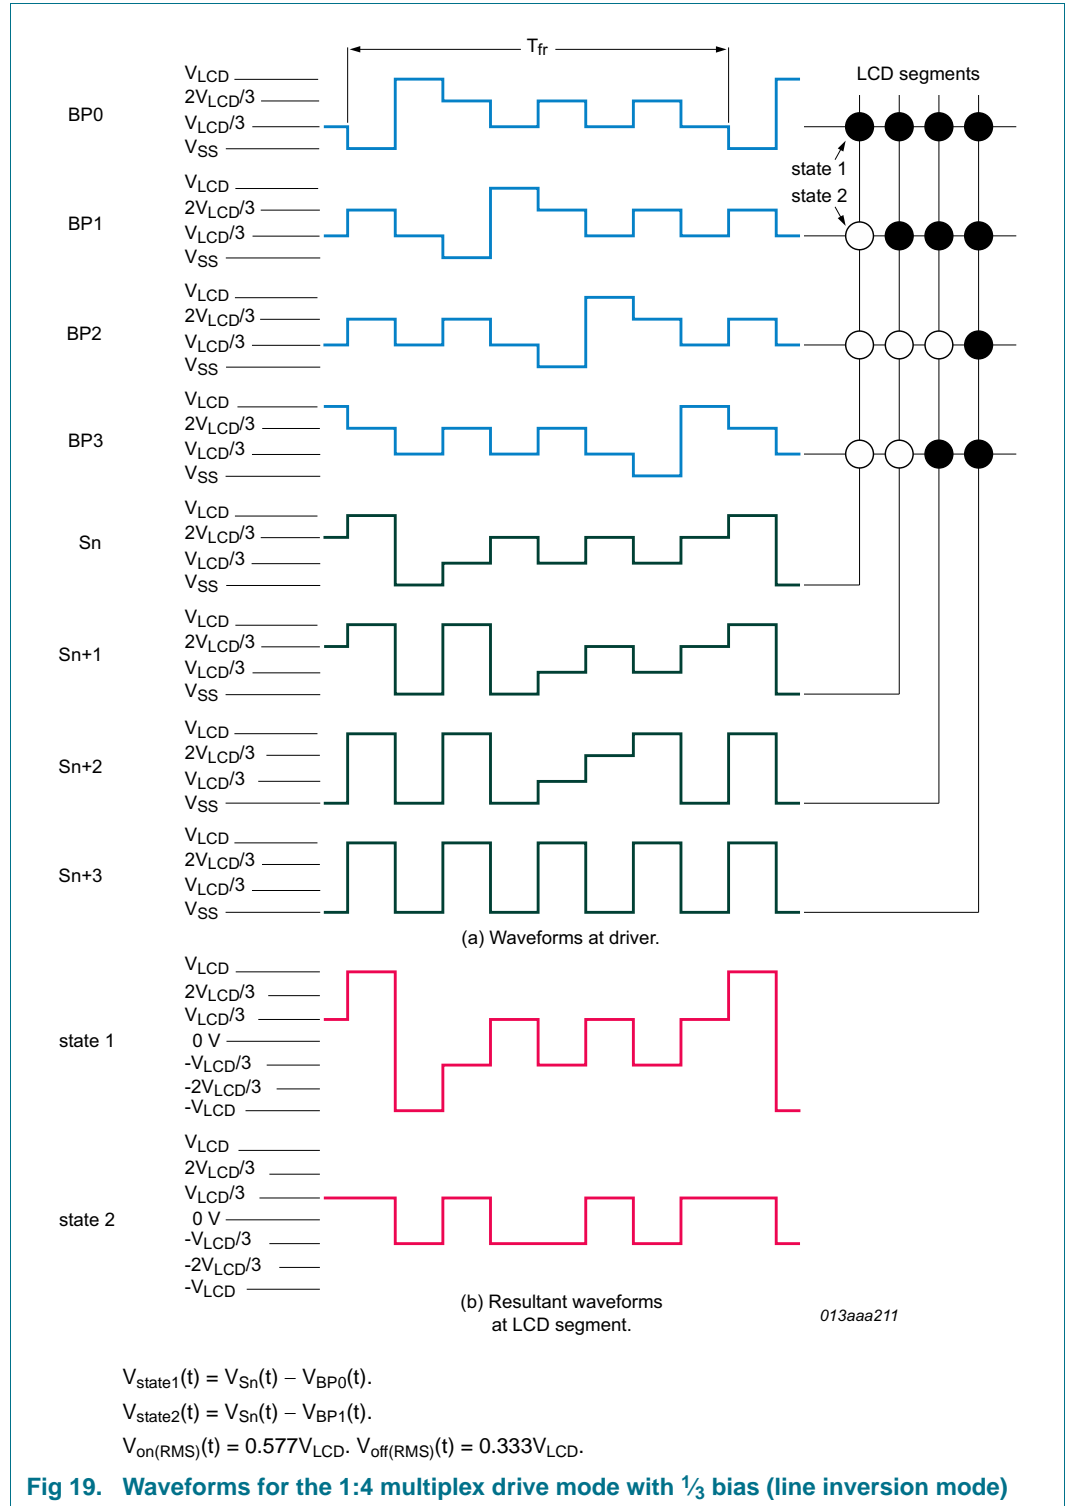 Tfr
VLCD
2VLCD/3
VLCD/3
VSS
BP0
LCD segments
state 1
state 2
VLCD
2VLCD/3
VLCD/3
VSS
BP1
VLCD
2VLCD/3
VLCD/3
VSS
BP2
VLCD
2VLCD/3
VLCD/3
VSS
BP3
VLCD
2VLCD/3
VLCD/3
VSS
Sn
VLCD
2VLCD/3
VLCD/3
VSS
Sn+1
VLCD
2VLCD/3
VLCD/3
VSS
Sn+2
VLCD
2VLCD/3
VLCD/3
VSS
Sn+3
(a) Waveforms at driver.
VLCD
2VLCD/3
VLCD/3
0 V
-VLCD/3
-2VLCD/3
-VLCD
state 1
VLCD
2VLCD/3
VLCD/3
0 V
-VLCD/3
-2VLCD/3
-VLCD
state 2
(b) Resultant waveforms
at LCD segment.
013aaa211
Vstate1(t) = VSn(t) − VBP0(t).
Vstate2(t) = VSn(t) − VBP1(t).
Von(RMS)(t) = 0.577VLCD. Voff(RMS)(t) = 0.333VLCD.
Fig 19. Waveforms for the 1:4 multiplex drive mode with 1⁄3 bias (line inversion mode)